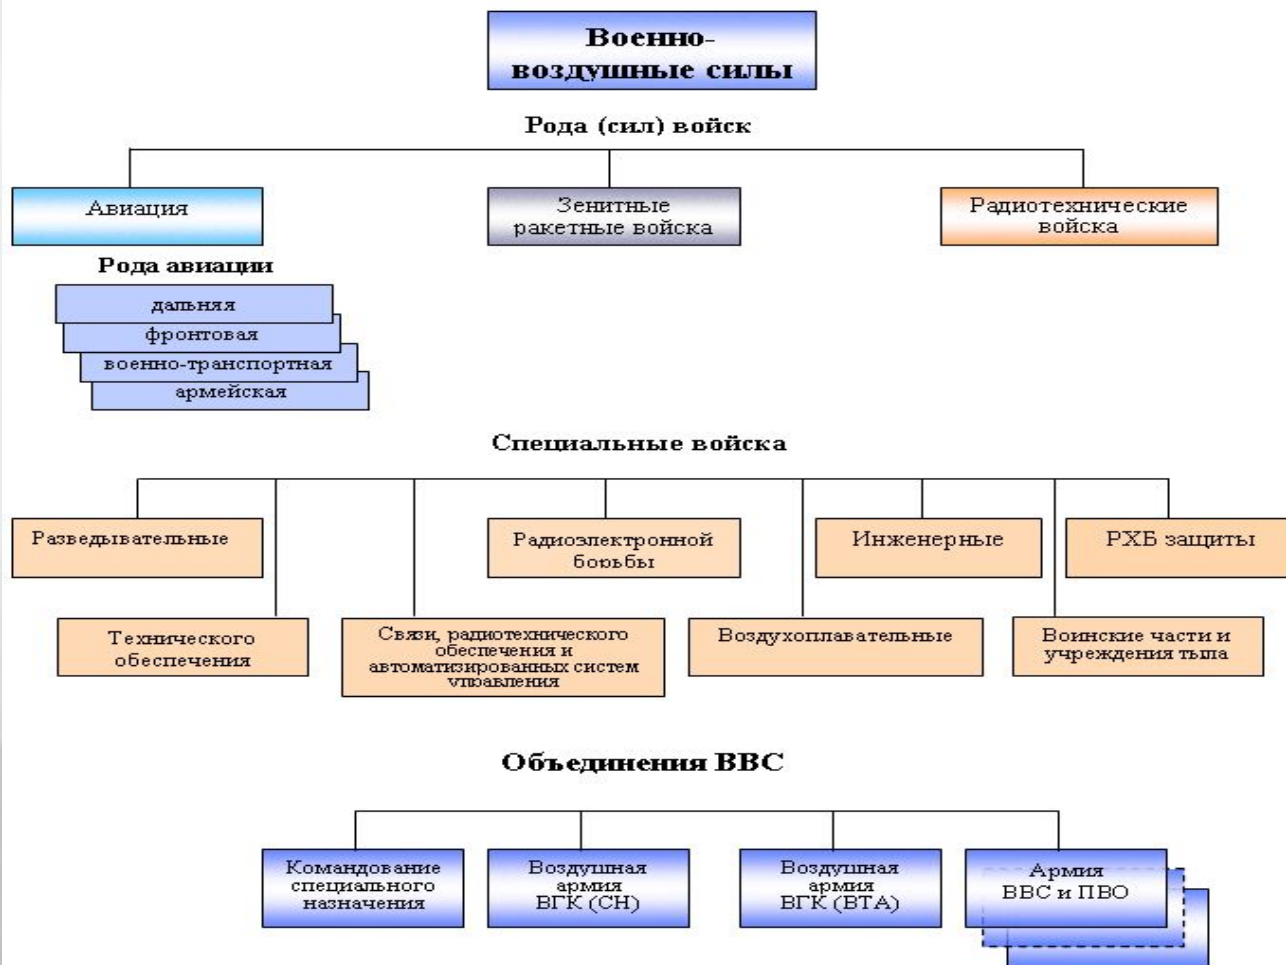 Военно-
воздушные силы
Рода (сил) войск
Авиация
Зенитные
ракетные войска
Радиотехнические
войска
Рода авиации
дальняя
фронтовая
военно-транспортная
армейская
Специальные войска
Разведывательные
Радиоэлектронной
борьбы
Инженерные
РХБ защиты
Технического
обеспечения
Связи, радиотехнического
обеспечения и
автоматизированных систем
управления
Воздухоплавательные
Воинские части и
учреждения тыла
Объединения ВВС
Командование
специального
назначения
Воздушная
армия
ВГК (СН)
Воздушная
армия
ВГК (ВТА)
Армия
ВВС и ПВО